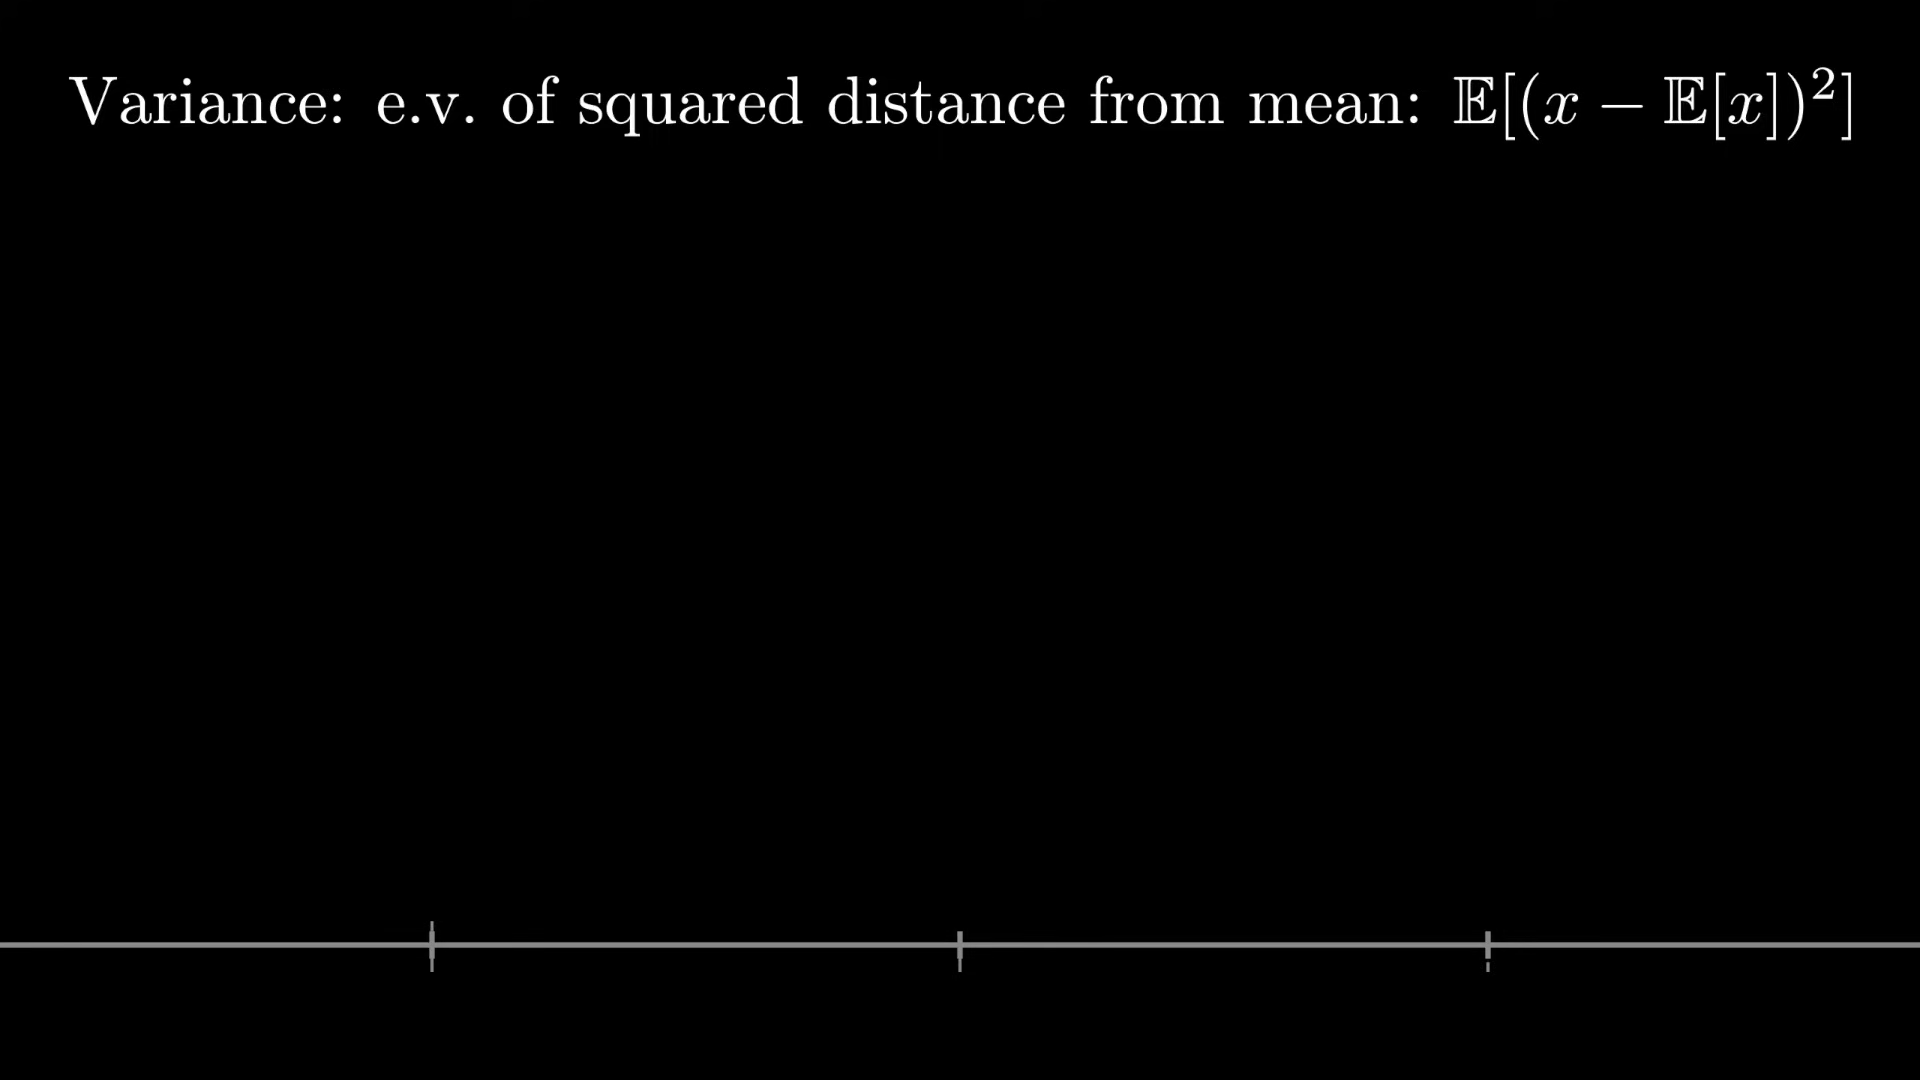 Variance: e.v. of squared distance from mean: 𝔼[(x − 𝔼[x])²]